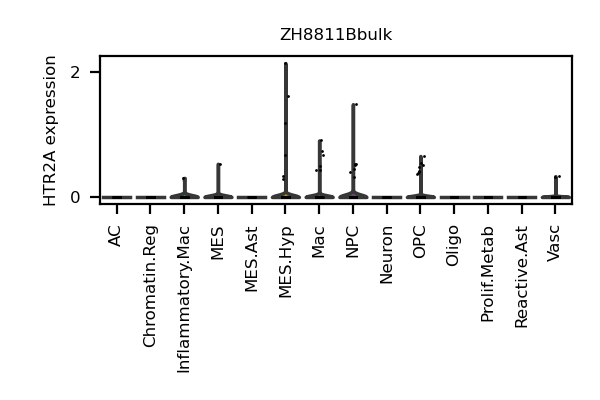 ZH8811Bbulk
HTR2A expression
2
0
AC
Chromatin.Reg
Inflammatory.Mac
MES
MES.Ast
MES.Hyp
Mac
NPC
Neuron
OPC
Oligo
Prolif.Metab
Reactive.Ast
Vasc